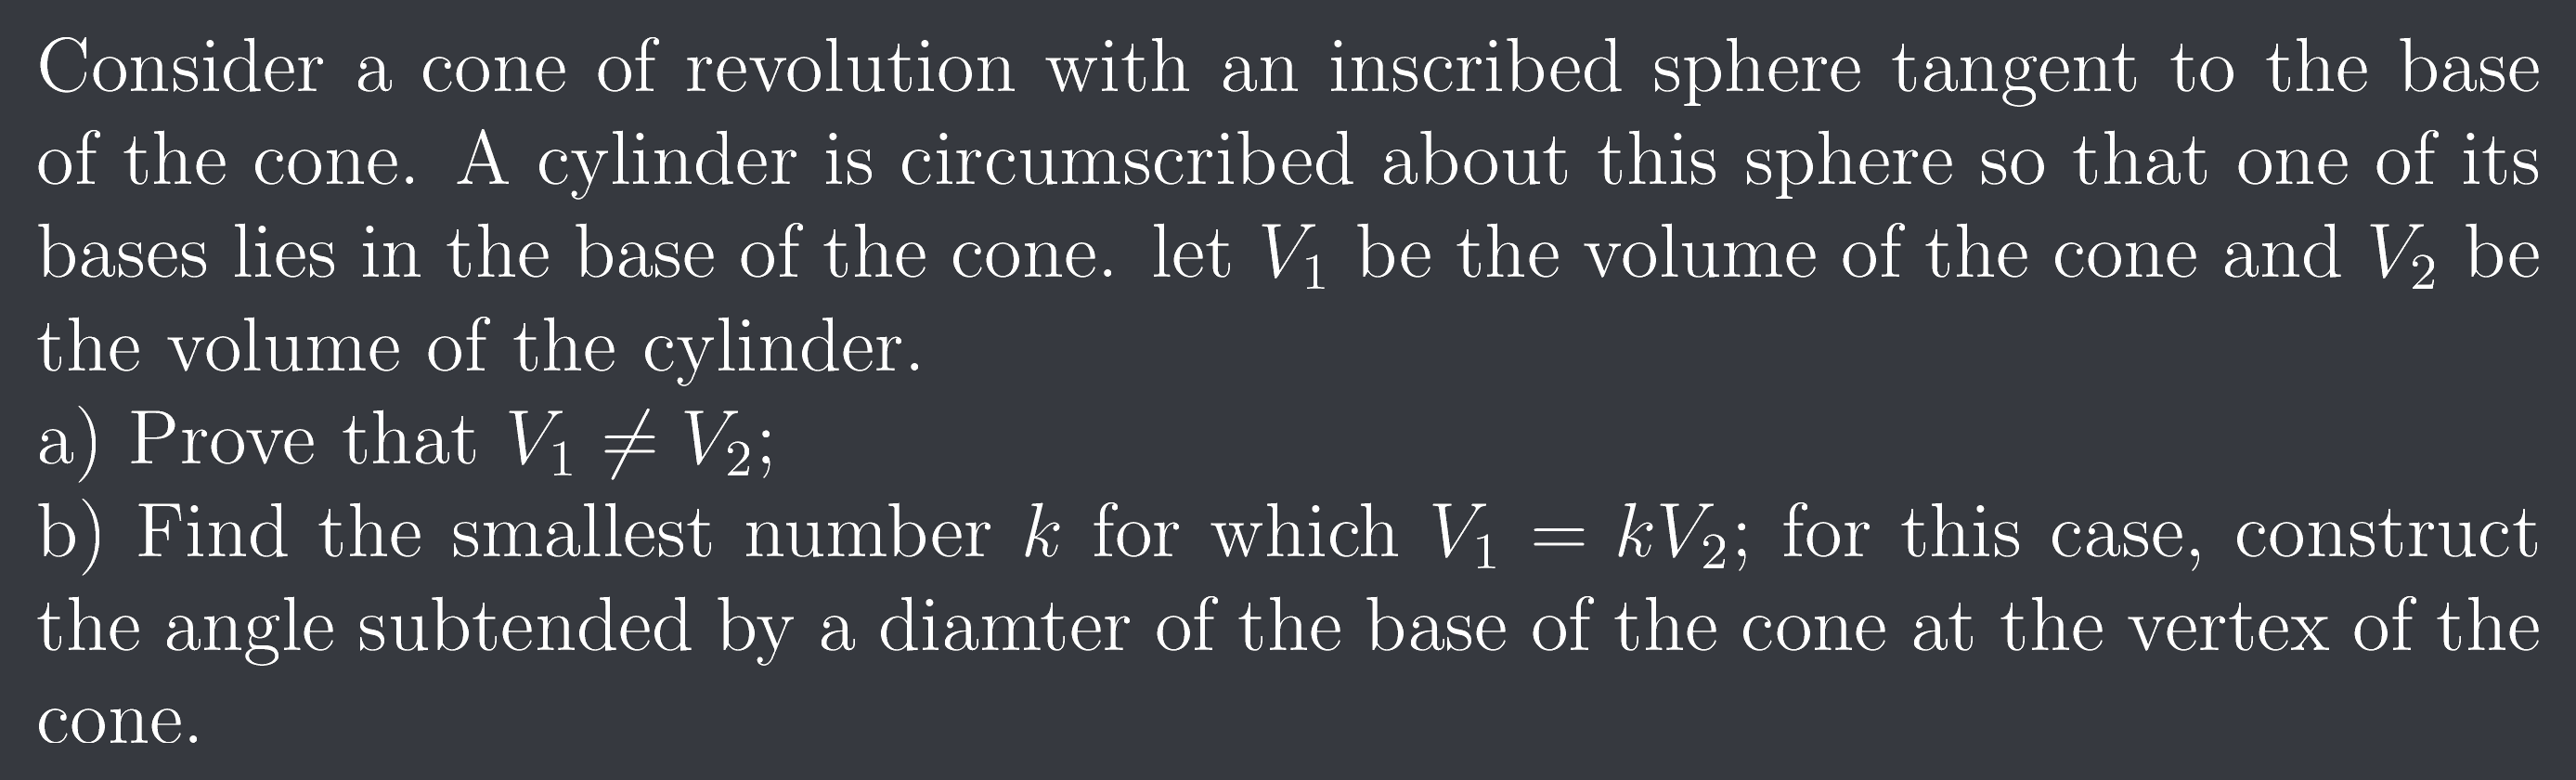 Consider a cone of revolution with an inscribed sphere tangent to the base
of the cone. A cylinder is circumscribed about this sphere so that one of its
bases lies in the base of the cone. let $V_1$ be the volume of the cone and $V_2$ be
the volume of the cylinder.
a) Prove that $V_1 \neq V_2$;
b) Find the smallest number $k$ for which $V_1 = kV_2$; for this case, construct
the angle subtended by a diamter of the base of the cone at the vertex of the
cone.